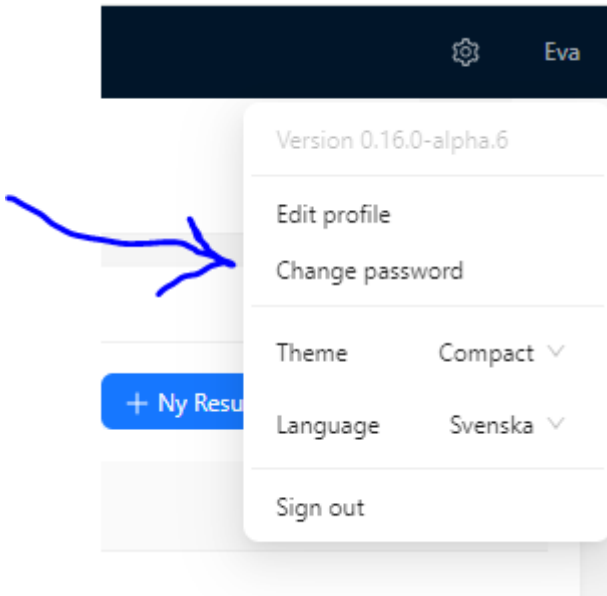 Eva
Version 0.16.0-alpha.6
Edit profile
Change password
Theme Compact
+ Ny Resu
Language Svenska
Sign out